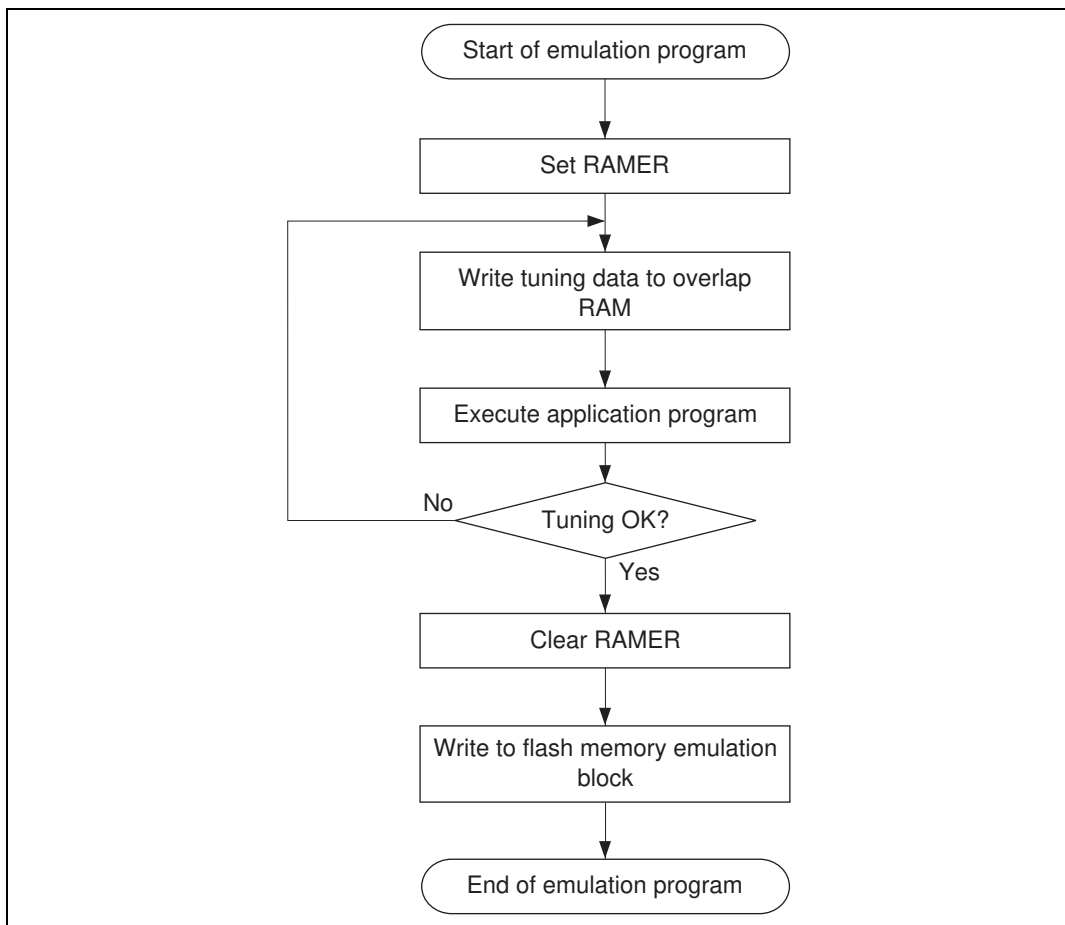 Start of emulation program
Set RAMER
Write tuning data to overlap
RAM
Execute application program
No
Tuning OK?
Yes
Clear RAMER
Write to flash memory emulation
block
End of emulation program